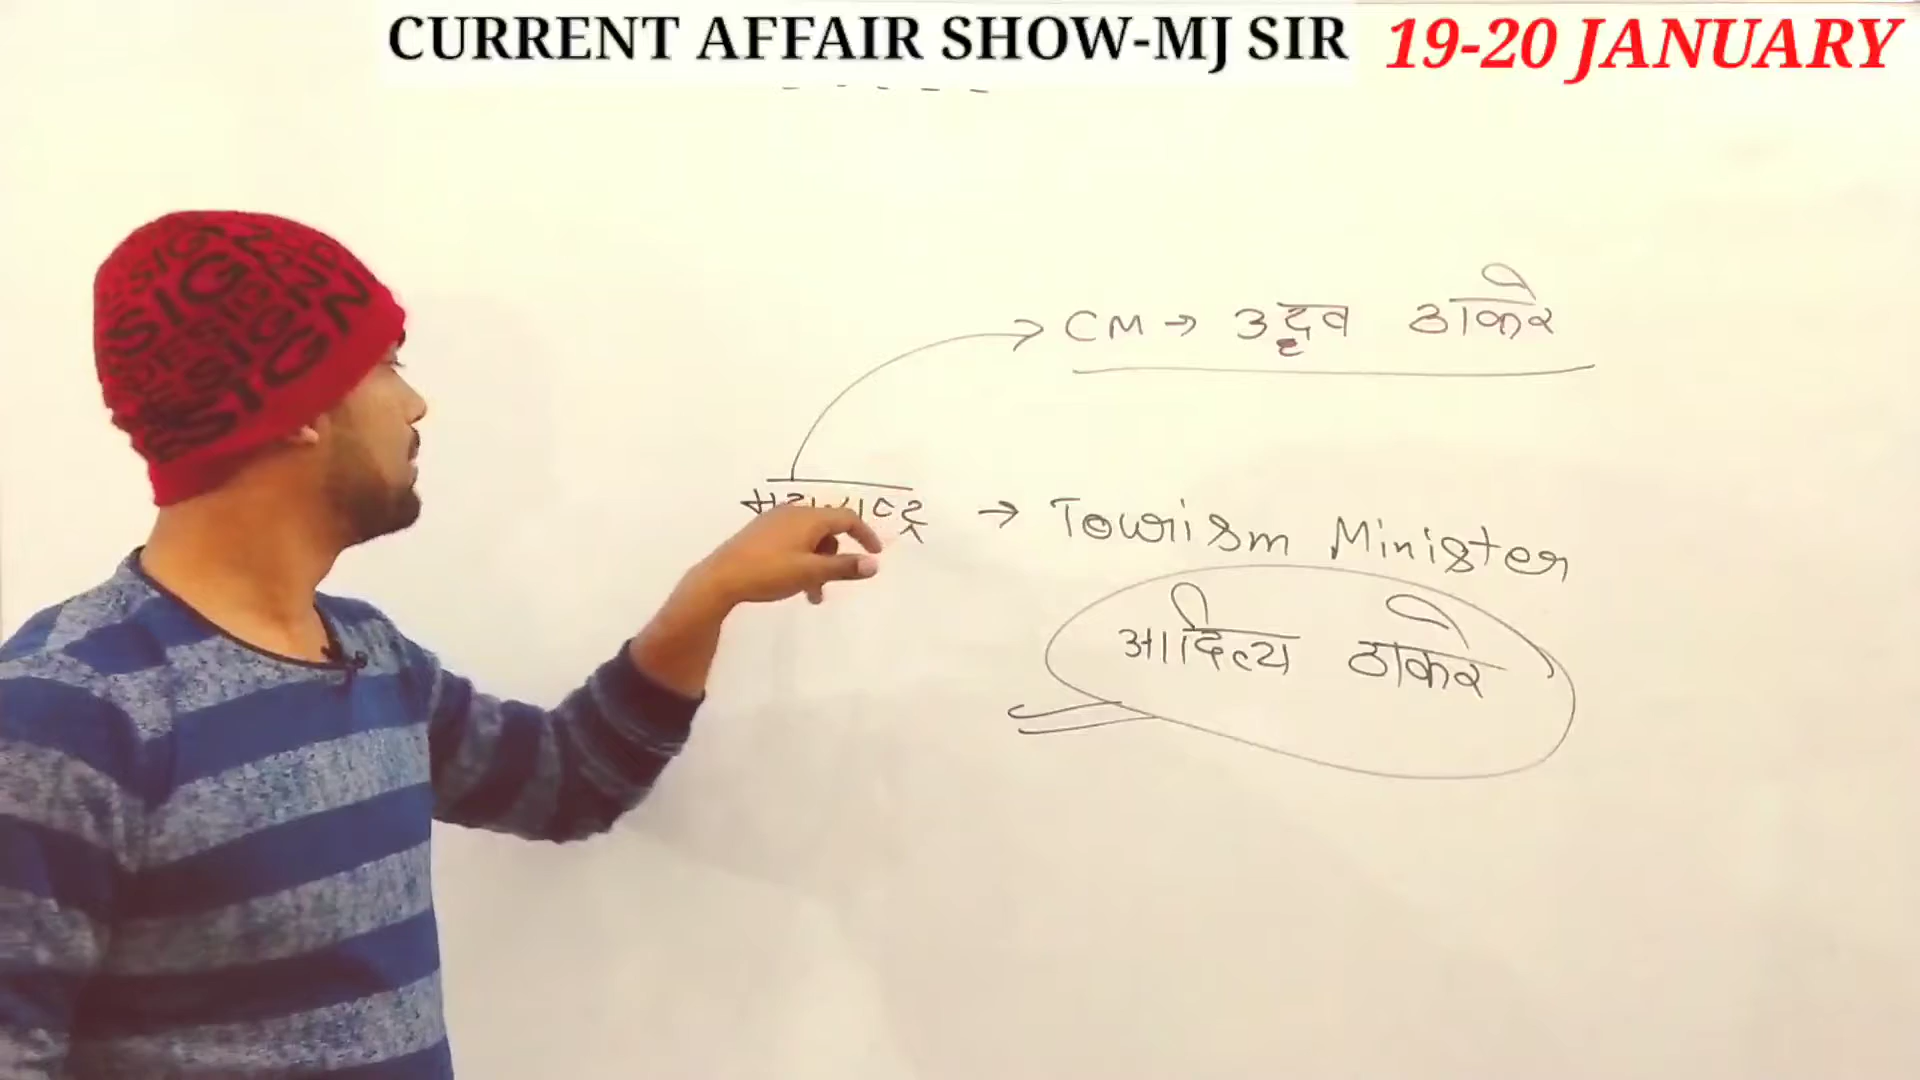 CURRENT AFFAIR SHOW-MJ SIR 19-20 JANUARY
CM → उद्धव ठाकरे
→ Tourism Minister
आदित्य ठाकरे